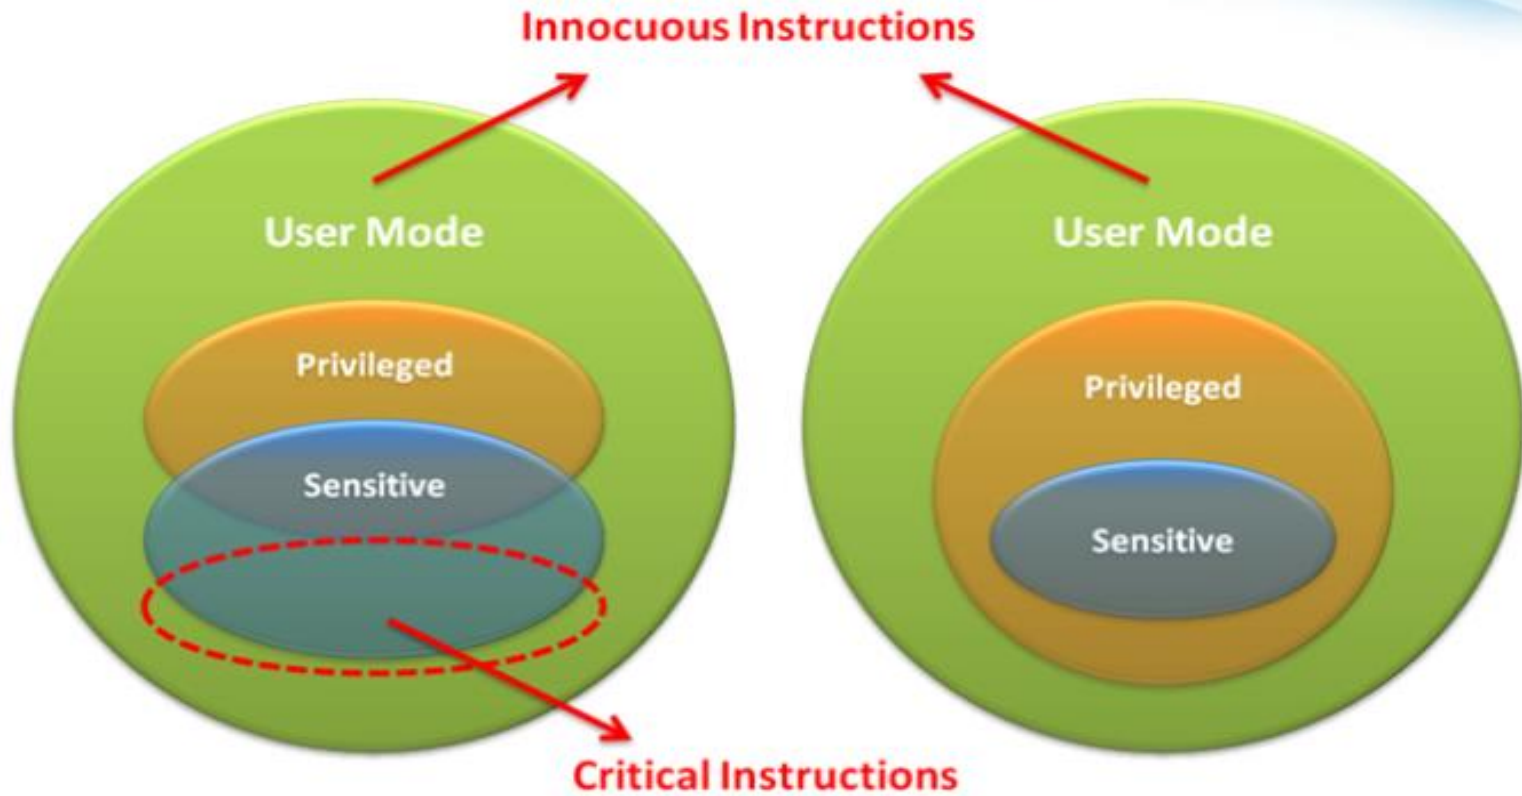 Innocuous Instructions
User Mode
Privileged
Sensitive
User Mode
Privileged
Sensitive
Critical Instructions